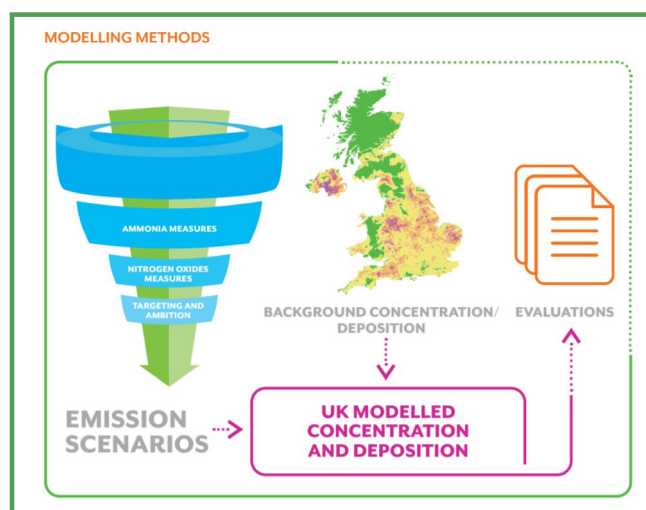 MODELLING METHODS
AMMONIA MEASURES
NITROGEN OXIDES
MEASURES
TARGETING AND
AMBITION
BACKGROUND CONCENTRATION/
DEPOSITION
EVALUATIONS
EMISSION
SCENARIOS
UK MODELLED
CONCENTRATION
AND DEPOSITION